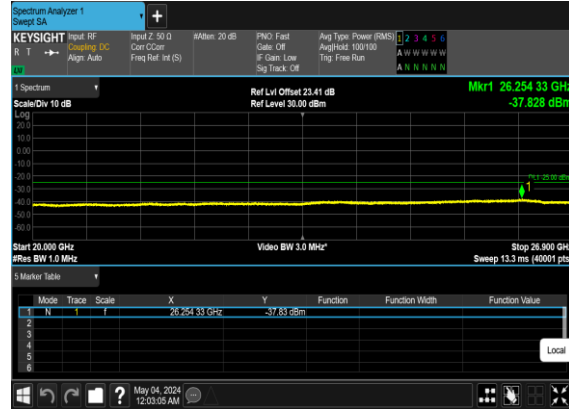 Spectrum Analyzer 1
Swept SA
KEYSIGHT Input: RF Input Z: 50 Ω #Atten: 20 dB PNO: Fast Avg Type: Power (RMS) 1 2 3 4 5 6
R T Coupling: DC Corr CCorr Gate: Off Avg|Hold: 100/100 A W W W W W
Align: Auto Freq Ref: Int (S) IF Gain: Low Trig: Free Run
LM Sig Track: Off A N N N N N
1 Spectrum Ref Lvl Offset 23.41 dB Mkr1 26.254 33 GHz
Scale/Div 10 dB Ref Level 30.00 dBm -37.828 dBm
Log
20.0
10.0
0.00
-10.0
-20.0
-25.00 dBm
-30.0
1
-40.0
-50.0
-60.0
Start 20.000 GHz Video BW 3.0 MHz* Stop 26.900 GHz
#Res BW 1.0 MHz Sweep 13.3 ms (40001 pts)
5 Marker Table
Mode Trace Scale X Y Function Function Width Function Value
1 N 1 f 26.254 33 GHz -37.83 dBm
2
3
4
5
6
Local
? May 04, 2024
12:03:05 AM